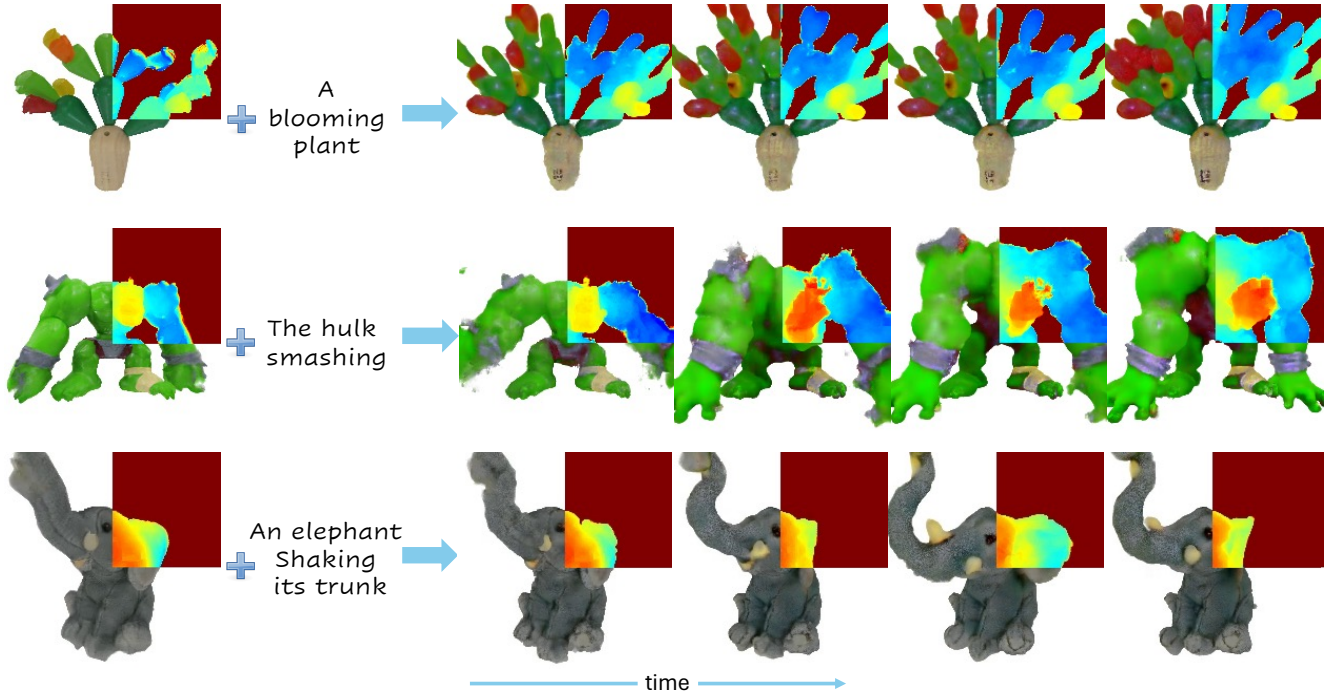 A
blooming
plant
The hulk
smashing
An elephant
Shaking
its trunk
time